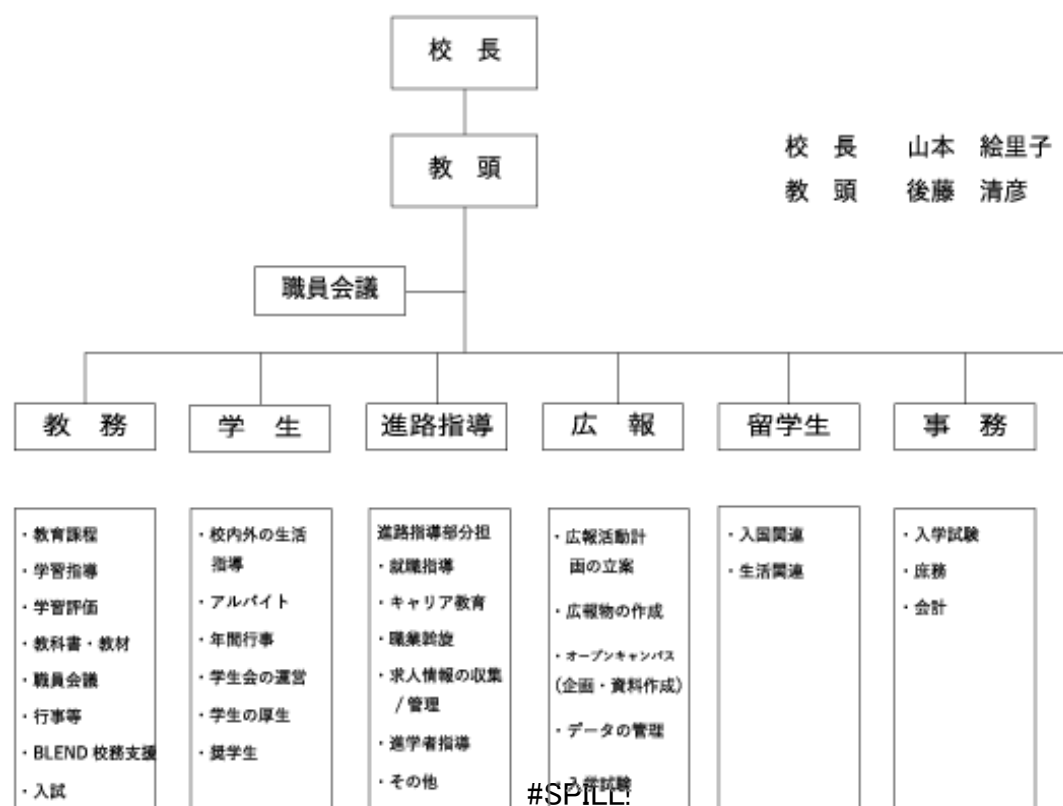 校　長
教　頭
校　長　　山本　絵里子
教　頭　　後藤　清彦
職員会議
教　務
学　生
進路指導
広　報
留学生
事　務
・教育課程
・学習指導
・学習評価
・教科書・教材
・職員会議
・行事等
・BLEND 校務支援
・入試
・校内外の生活
指導
・アルバイト
・年間行事
・学生会の運営
・学生の厚生
・奨学生
進路指導部分担
・就職指導
・キャリア教育
・職業斡旋
・求人情報の収集
/ 管理
・進学者指導
・その他
・広報活動計
画の立案
・広報物の作成
・オープンキャンパス
(企画・資料作成)
・データの管理
・入学試験
#SPILL!
・入国関連
・生活関連
・入学試験
・庶務
・会計